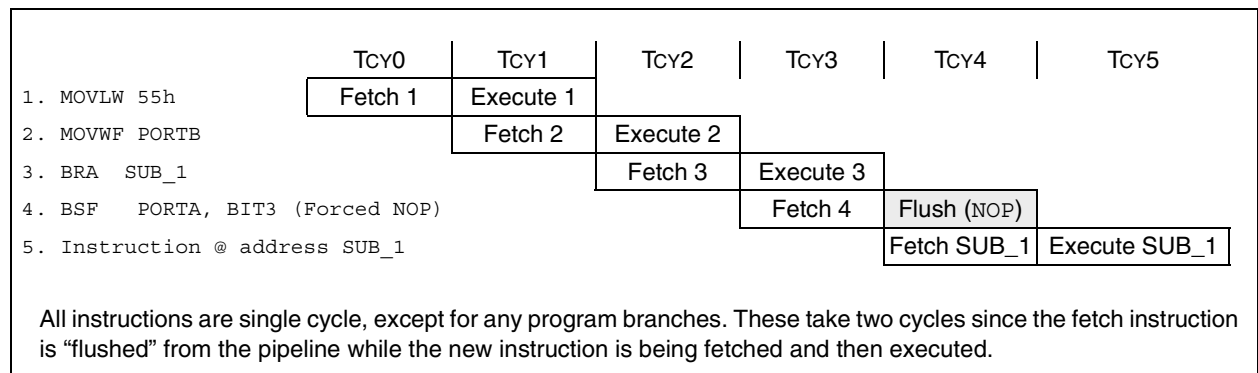 TCY0 TCY1 TCY2 TCY3 TCY4 TCY5
1. MOVLW 55h Fetch 1 Execute 1
2. MOVWF PORTB Fetch 2 Execute 2
3. BRA SUB_1 Fetch 3 Execute 3
4. BSF PORTA, BIT3 (Forced NOP) Fetch 4 Flush (NOP)
5. Instruction @ address SUB_1 Fetch SUB_1 Execute SUB_1
All instructions are single cycle, except for any program branches. These take two cycles since the fetch instruction
is “flushed” from the pipeline while the new instruction is being fetched and then executed.